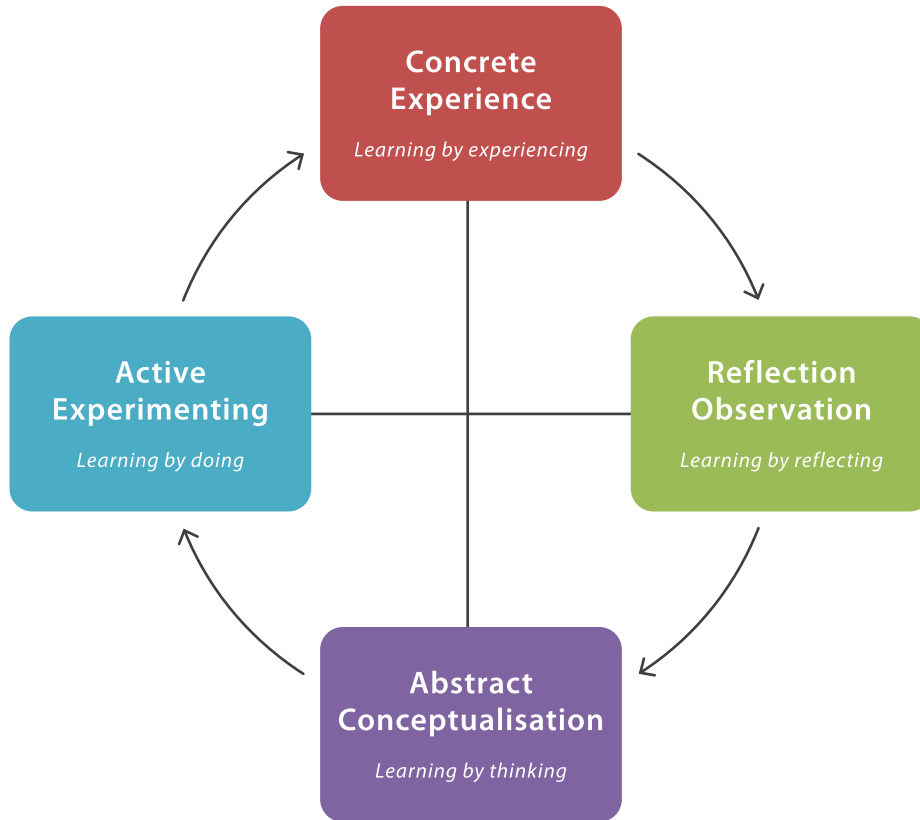 Concrete
Experience
Learning by experiencing
Active
Experimenting
Learning by doing
Reflection
Observation
Learning by reflecting
Abstract
Conceptualisation
Learning by thinking